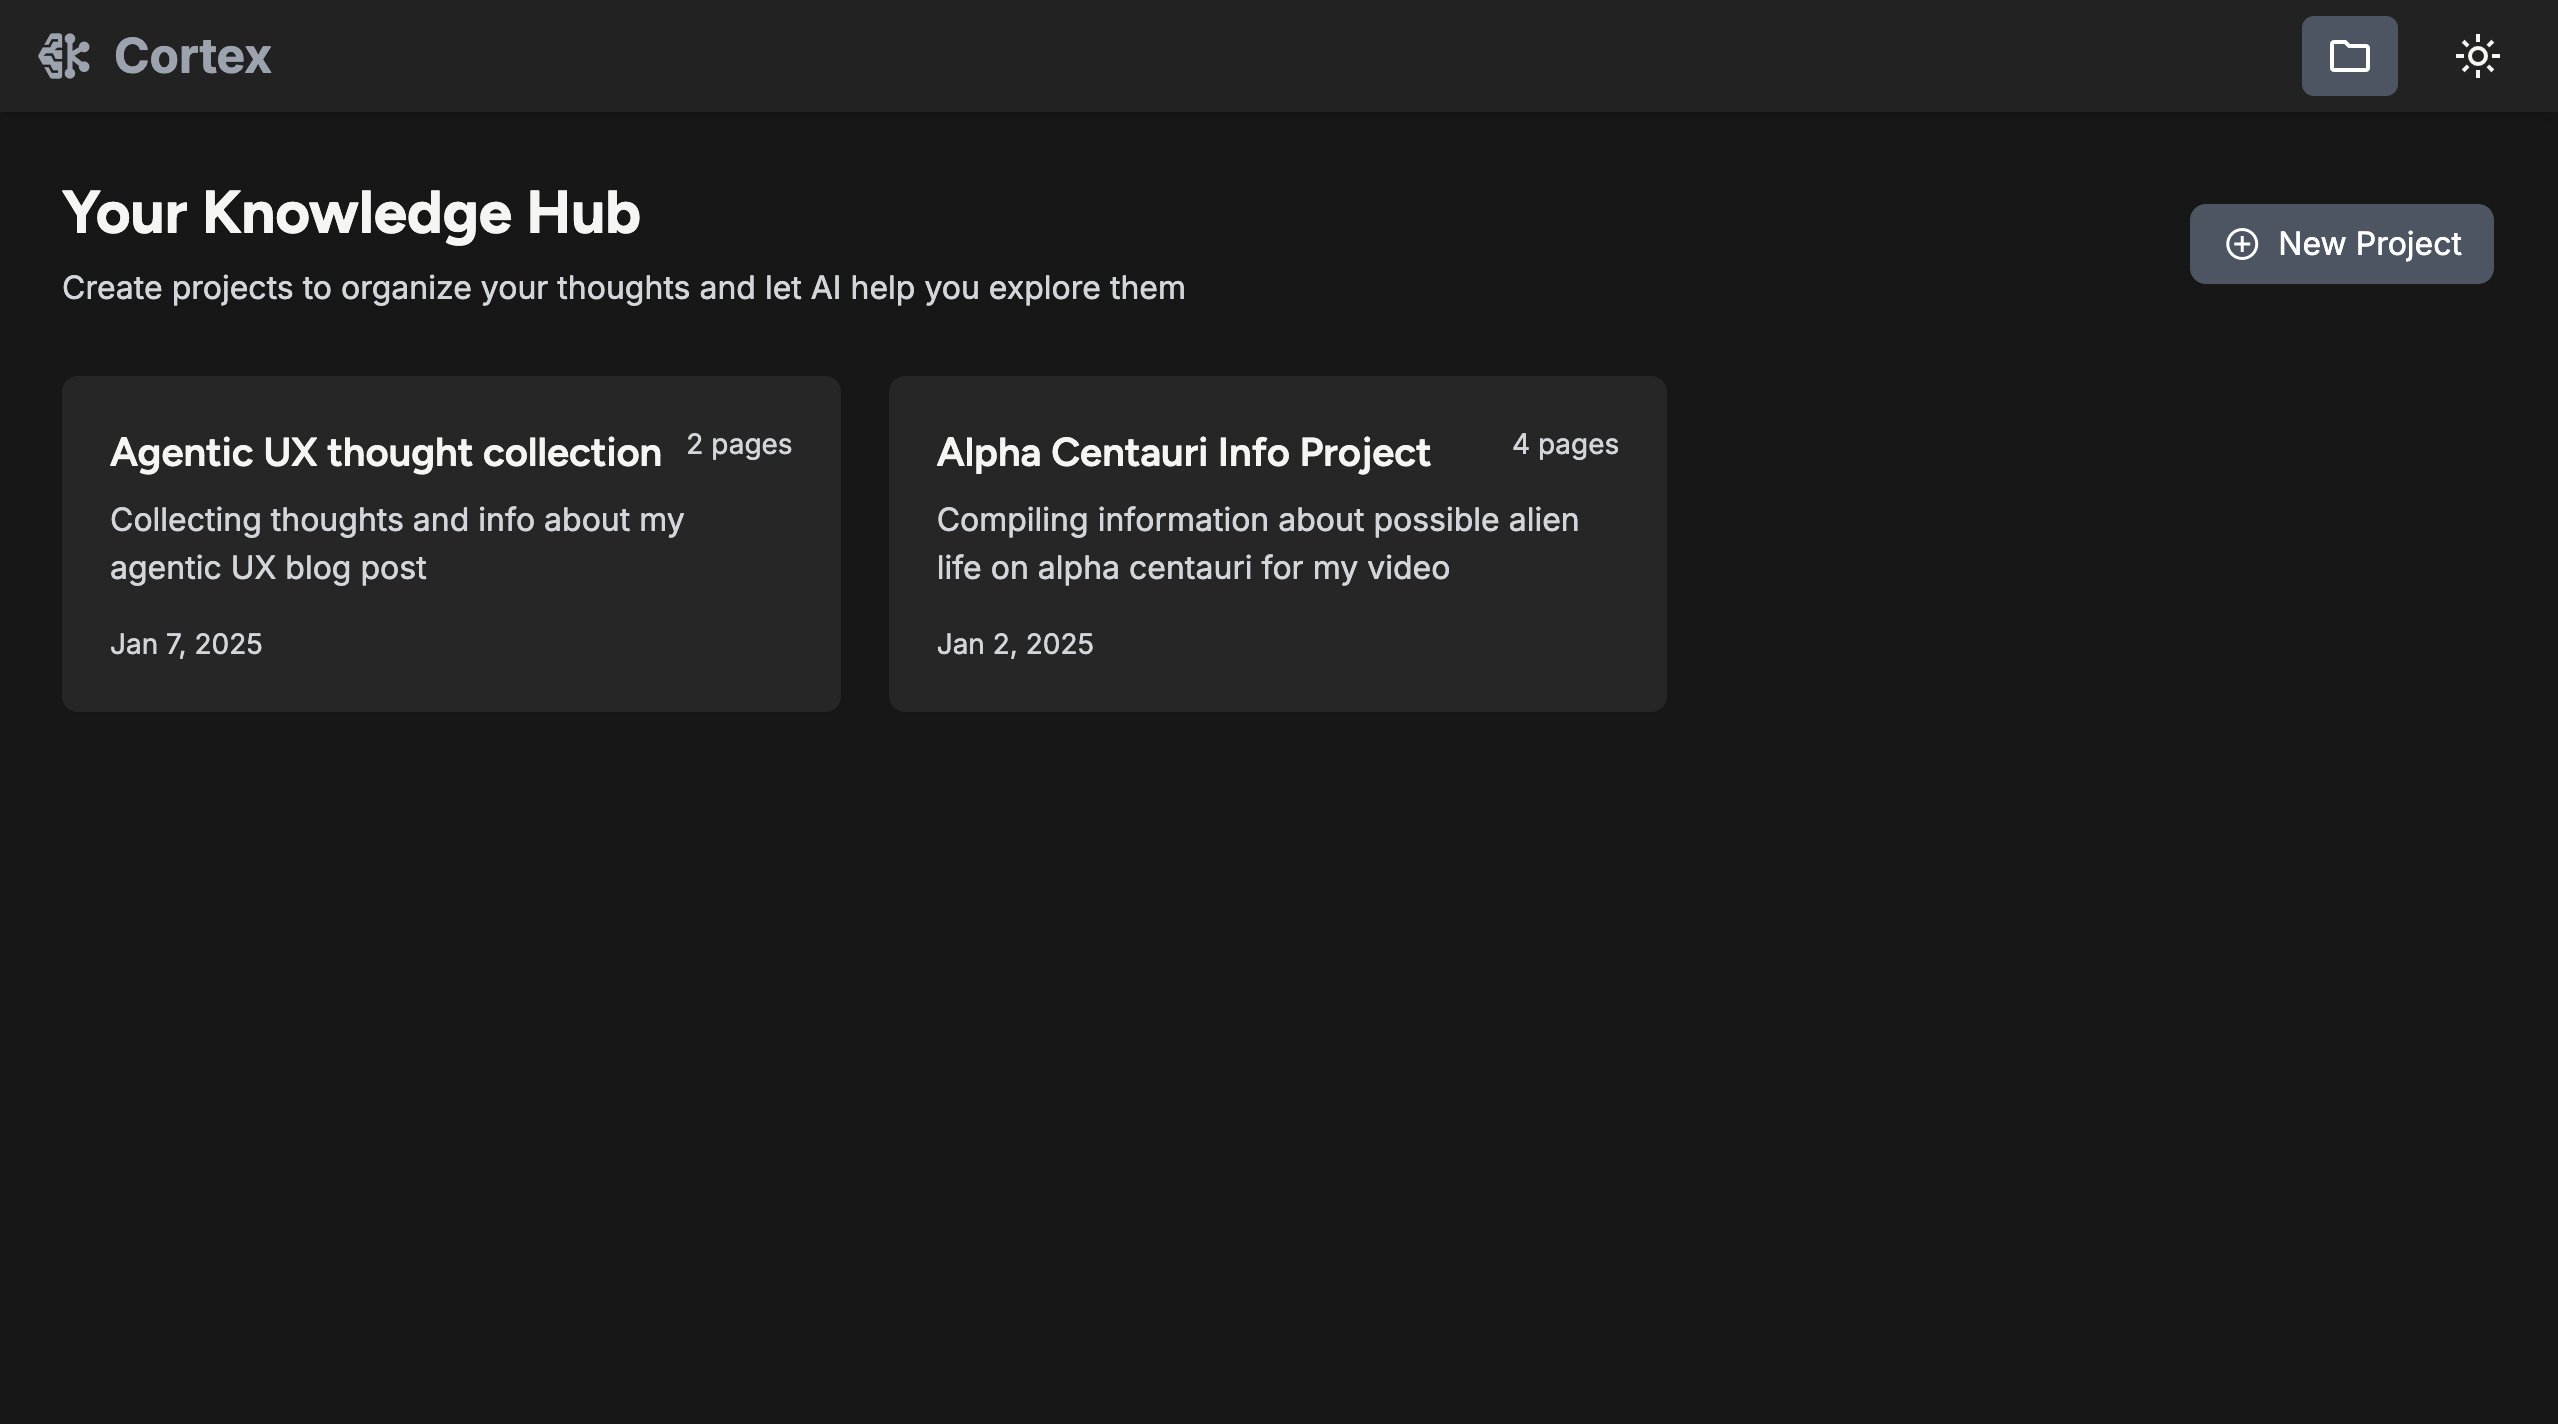 Cortex
Your Knowledge Hub
Create projects to organize your thoughts and let AI help you explore them
New Project
Agentic UX thought collection
2 pages
Collecting thoughts and info about my
agentic UX blog post
Jan 7, 2025
Alpha Centauri Info Project
4 pages
Compiling information about possible alien
life on alpha centauri for my video
Jan 2, 2025